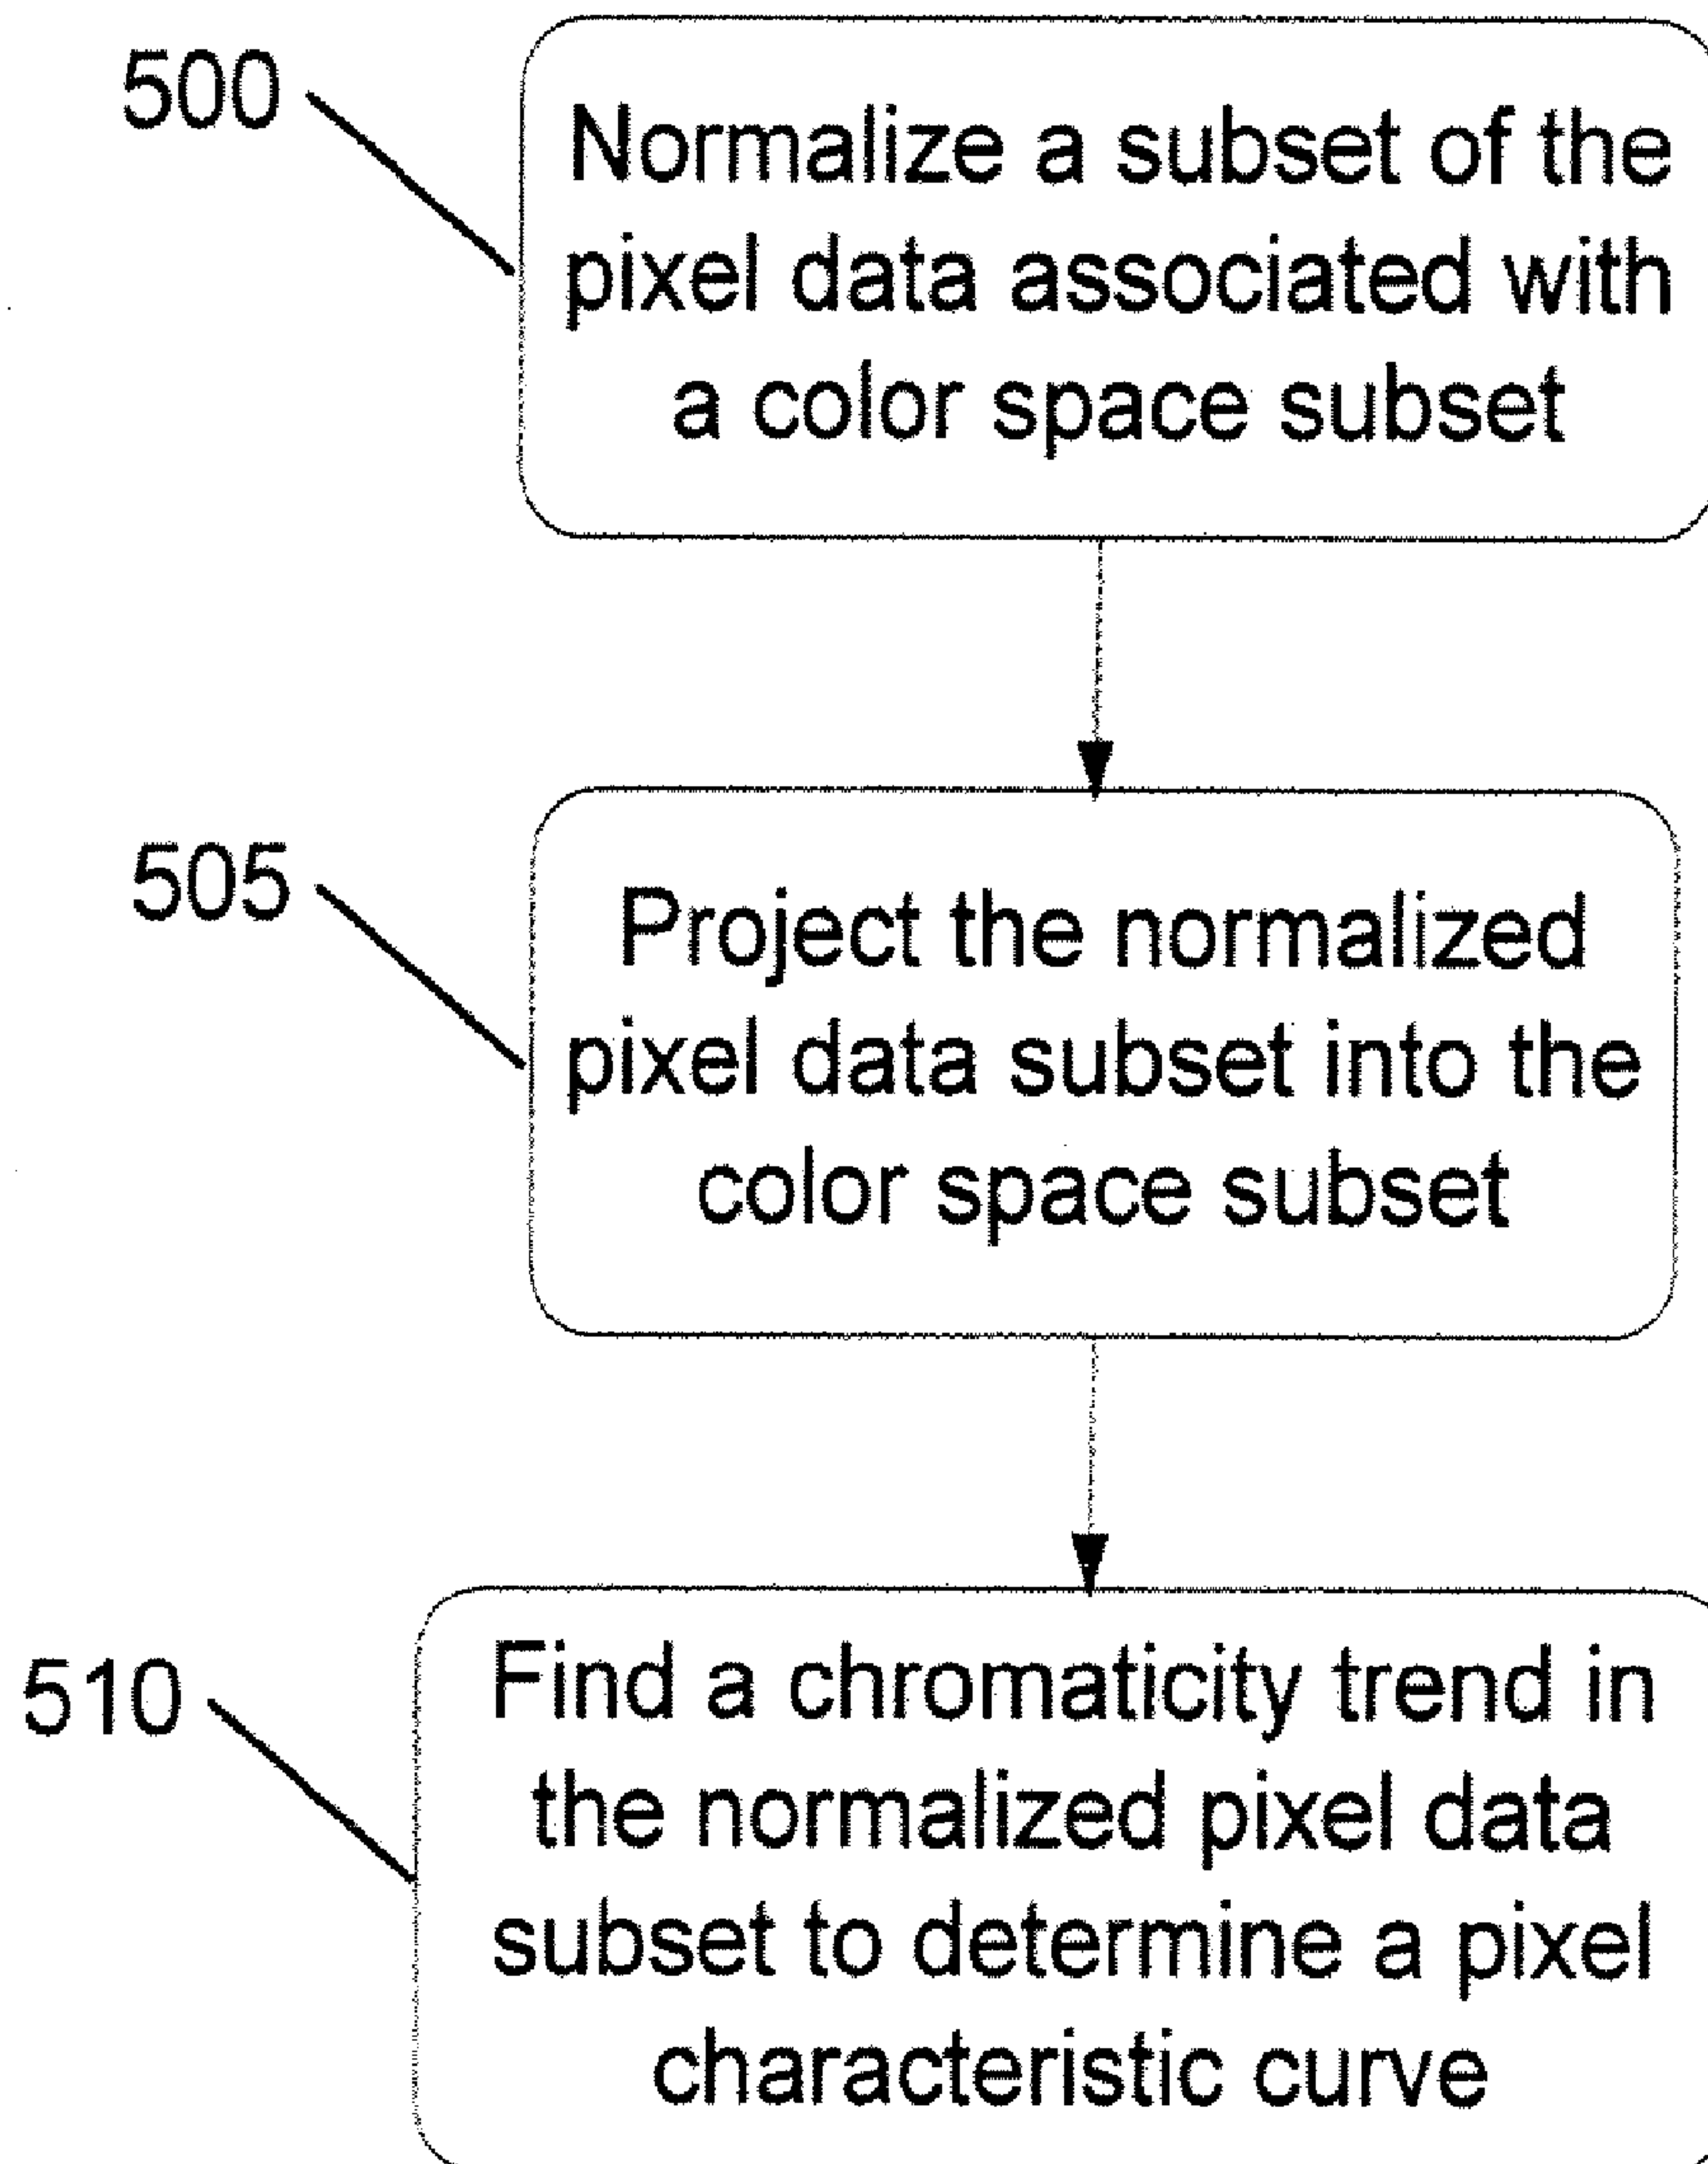 500
Normalize a subset of the
pixel data associated with
a color space subset
505
Project the normalized
pixel data subset into the
color space subset
510
Find a chromaticity trend in
the normalized pixel data
subset to determine a pixel
characteristic curve